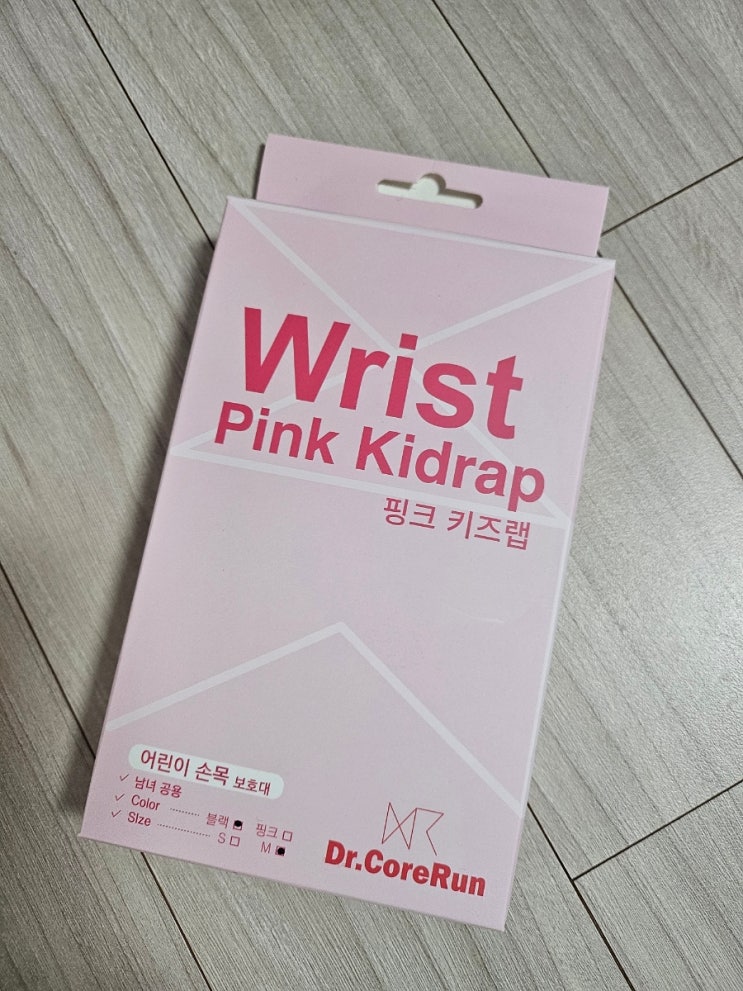 Wrist
Pink Kidrap
핑크 키즈랩
어린이 손목 보호대
✓ 남녀 공용
✓ Color ........... 블랙 ■ 핑크 □
✓ SIze ................ S □ M ■
Dr.CoreRun